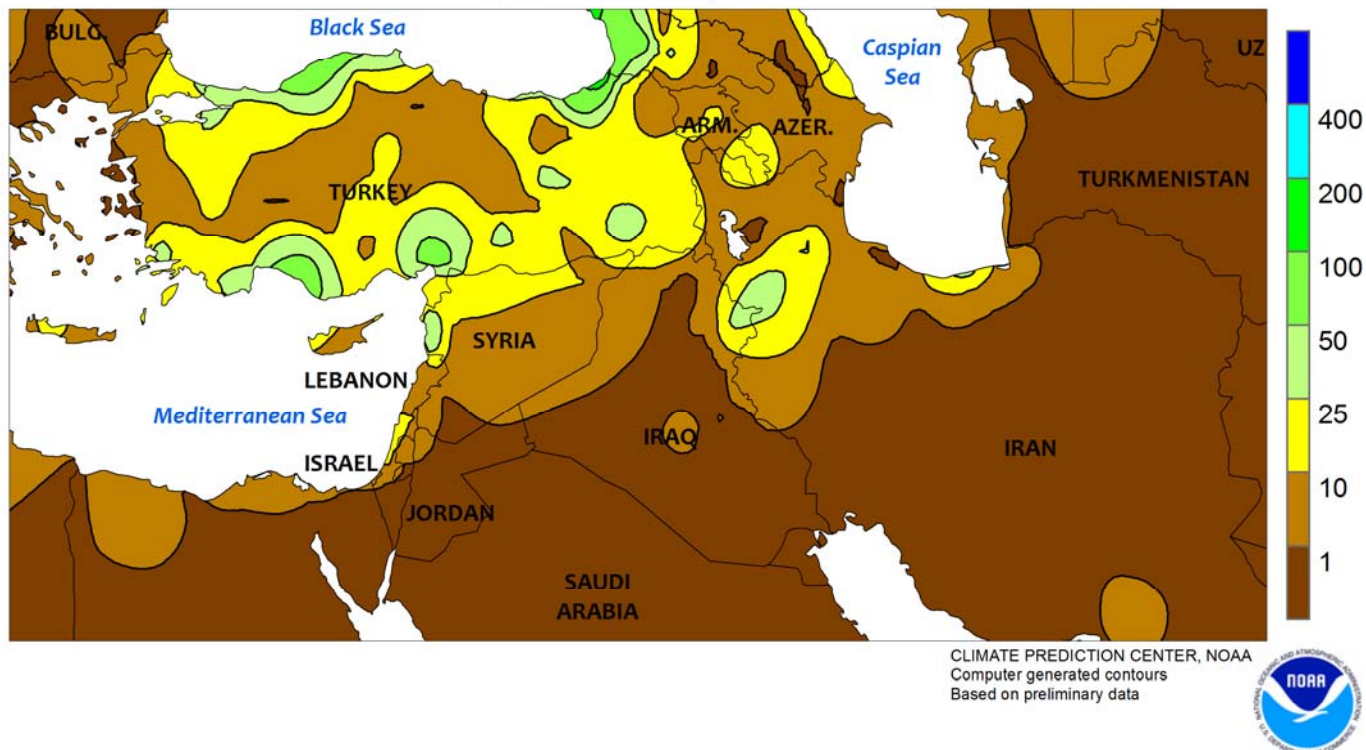 BULG.
Black Sea
Caspian
Sea
UZ
ARM.
AZER.
TURKEY
TURKMENISTAN
SYRIA
LEBANON
Mediterranean Sea
IRAQ
IRAN
ISRAEL
JORDAN
SAUDI
ARABIA
400
200
100
50
25
10
1
CLIMATE PREDICTION CENTER, NOAA
Computer generated contours
Based on preliminary data
NOAA